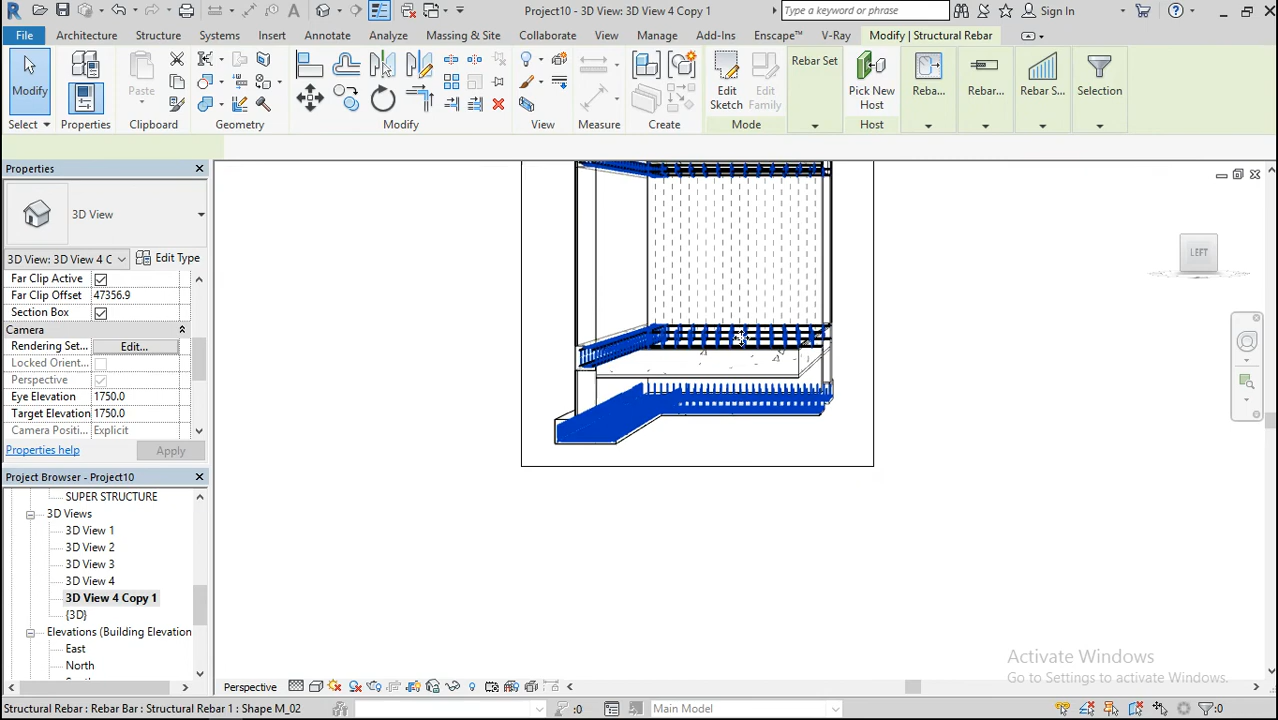 Project10 - 3D View: 3D View 4 Copy 1
Type a keyword or phrase
Sign In
File
Architecture
Structure
Systems
Insert
Annotate
Analyze
Massing & Site
Collaborate
View
Manage
Add-Ins
Enscape™
V-Ray
Modify | Structural Rebar
Modify
Properties
Paste
Edit
Sketch
Edit
Family
Rebar Set
Pick New
Host
Reba...
Rebar...
Rebar S...
Selection
Select
Properties
Clipboard
Geometry
Modify
View
Measure
Create
Mode
Host
Properties
3D View
3D View: 3D View 4 C
Edit Type
Far Clip Active
Far Clip Offset 47356.9
Section Box
Camera
Rendering Set... Edit...
Locked Orient...
Perspective
Eye Elevation 1750.0
Target Elevation 1750.0
Camera Positi... Explicit
Properties help
Apply
Project Browser - Project10
SUPER STRUCTURE
3D Views
3D View 1
3D View 2
3D View 3
3D View 4
3D View 4 Copy 1
{3D}
Elevations (Building Elevation
East
North
LEFT
Activate Windows
Go to Settings to activate Windows.
Perspective
Structural Rebar : Rebar Bar : Structural Rebar 1 : Shape M_02
:0
Main Model
:0